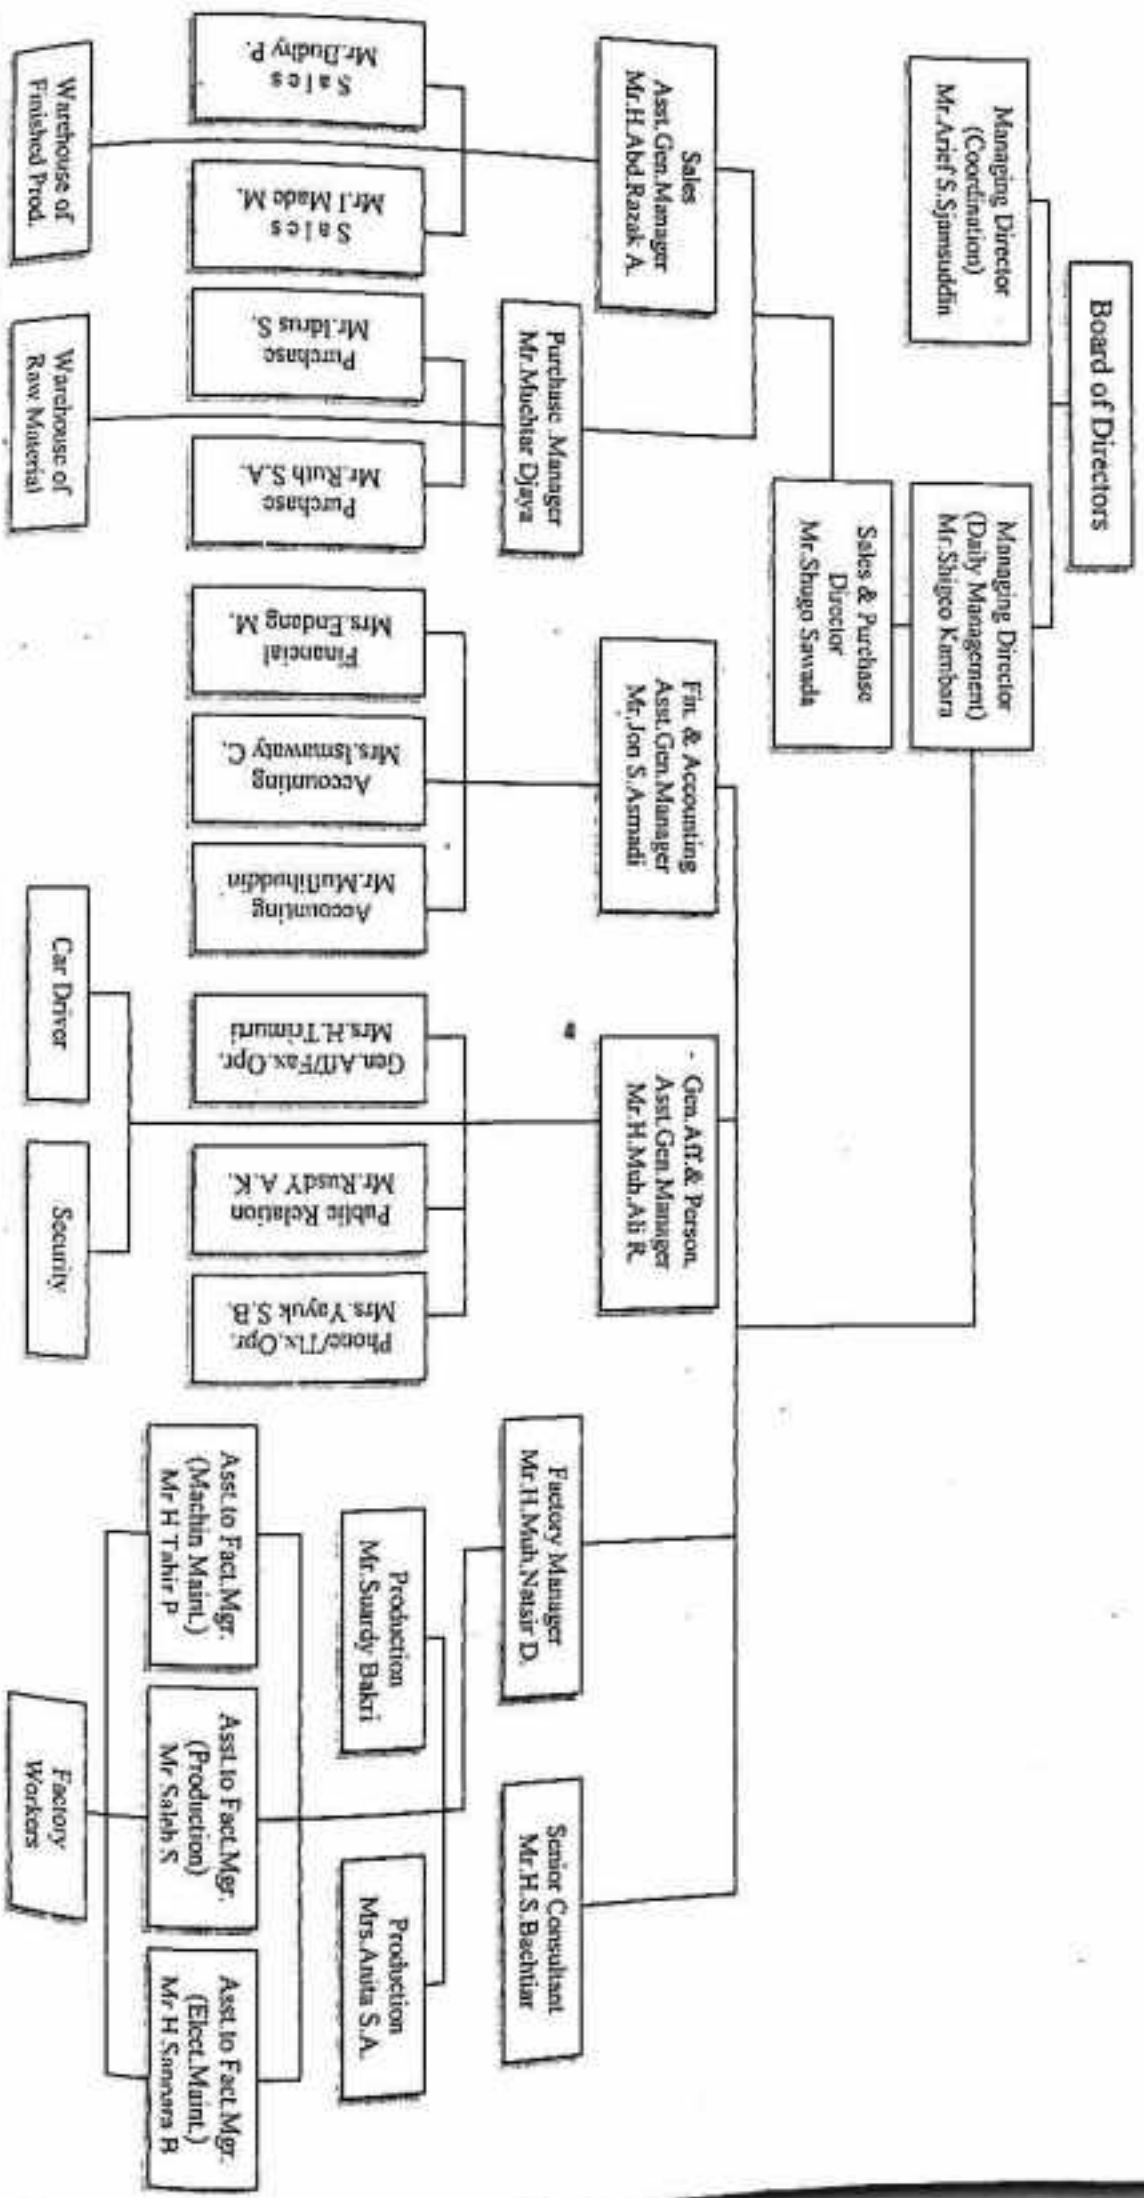 Board of Directors
Managing Director
(Coordination)
Mr.Arief S.Sjamsuddin
Managing Director
(Daily Management)
Mr.Shigeo Kambara
Sales & Purchase
Director
Mr.Shugo Sawada
Sales
Asst.Gen.Manager
Mr.H.Abd.Razak A.
Fin. & Accounting
Asst.Gen.Manager
Mr.Jon S.Asmadi
- Gen.Aff.& Person.
Asst.Gen.Manager
Mr.H.Muh.Ali R.
Purchase Manager
Mr.Muchtar Djaya
Factory Manager
Mr.H.Muh.Natsir D.
Senior Consultant
Mr.H.S.Bachtiar
Production
Mr.Suardy Bakri
Production
Mrs.Anita S.A.
Sales
Mr.Budhy P.
Sales
Mr.I Made M.
Purchase
Mr.Idrus S.
Purchase
Mr.Ruth S.A.
Financial
Mrs.Endang M.
Accounting
Mrs.Ismawaty C.
Accounting
Mr.Muflihuddin
Gen.Aff/Fax.Opr.
Mrs.H.Trimurti
Public Relation
Mr.RusdY A.K.
Phone/Tlx.Opr.
Mrs.Yayuk S.B.
Asst.to Fact.Mgr.
(Machin Maint.)
Mr H Tahir P
Asst.to Fact.Mgr.
(Production)
Mr Saleh S
Asst.to Fact.Mgr.
(Elect.Maint.)
Mr H B
Warehouse of
Finished Prod.
Warehouse of
Raw Material
Car Driver
Security
Factory
Workers